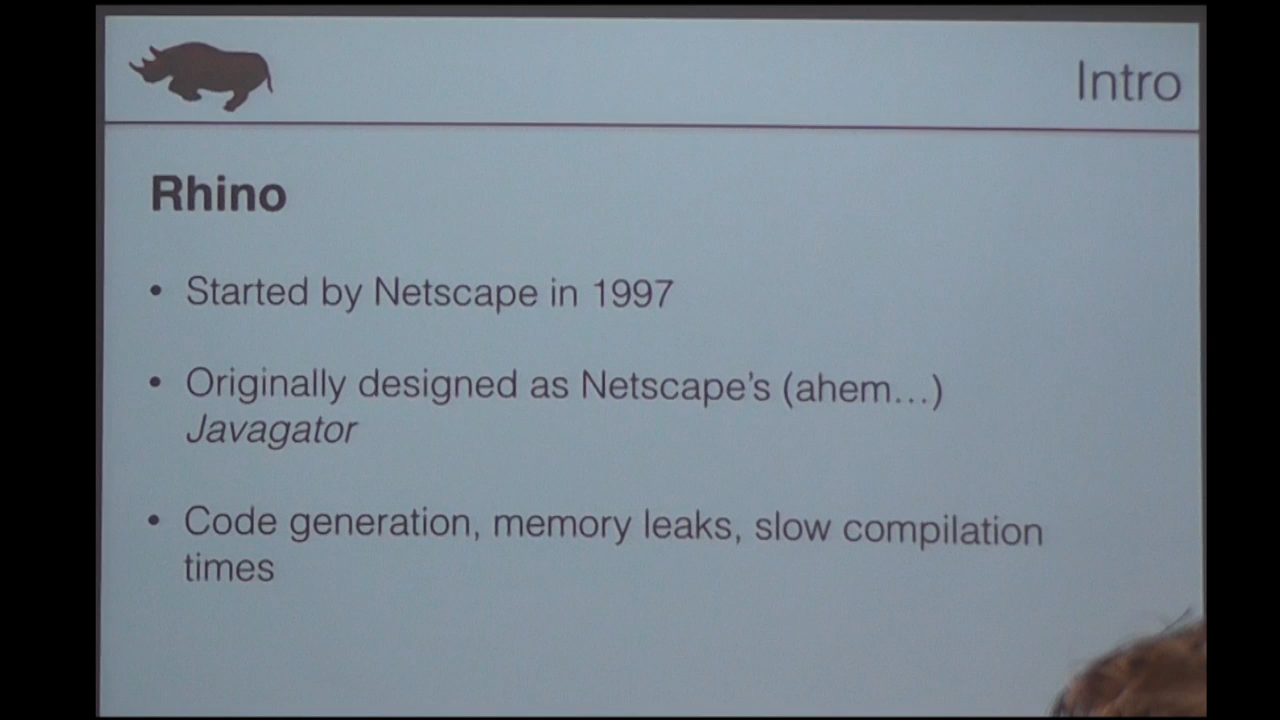 Intro
Rhino
• Started by Netscape in 1997
• Originally designed as Netscape's (ahem...)
Javagator
• Code generation, memory leaks, slow compilation
times